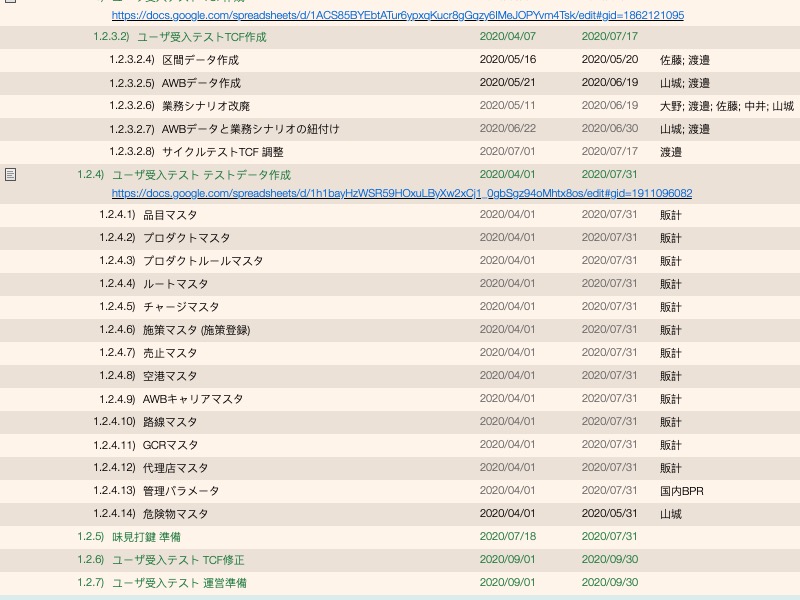 https://docs.google.com/spreadsheets/d/1ACS85BYEbtATur6ypxqKucr8gGqzy6IMeJOPYvm4Tsk/edit#gid=1862121095
1.2.3.2) ユーザ受入テストTCF作成 2020/04/07 2020/07/17
1.2.3.2.4) 区間データ作成 2020/05/16 2020/05/20 佐藤; 渡邉
1.2.3.2.5) AWBデータ作成 2020/05/21 2020/06/19 山城; 渡邉
1.2.3.2.6) 業務シナリオ改廃 2020/05/11 2020/06/19 大野; 渡邉; 佐藤; 中井; 山城
1.2.3.2.7) AWBデータと業務シナリオの紐付け 2020/06/22 2020/06/30 山城; 渡邉
1.2.3.2.8) サイクルテストTCF 調整 2020/07/01 2020/07/17 渡邉
1.2.4) ユーザ受入テスト テストデータ作成 2020/04/01 2020/07/31
https://docs.google.com/spreadsheets/d/1h1bayHzWSR59HOxuLByXw2xCj1_0gbSgz94oMhtx8os/edit#gid=1911096082
1.2.4.1) 品目マスタ 2020/04/01 2020/07/31 販計
1.2.4.2) プロダクトマスタ 2020/04/01 2020/07/31 販計
1.2.4.3) プロダクトルールマスタ 2020/04/01 2020/07/31 販計
1.2.4.4) ルートマスタ 2020/04/01 2020/07/31 販計
1.2.4.5) チャージマスタ 2020/04/01 2020/07/31 販計
1.2.4.6) 施策マスタ (施策登録) 2020/04/01 2020/07/31 販計
1.2.4.7) 売止マスタ 2020/04/01 2020/07/31 販計
1.2.4.8) 空港マスタ 2020/04/01 2020/07/31 販計
1.2.4.9) AWBキャリアマスタ 2020/04/01 2020/07/31 販計
1.2.4.10) 路線マスタ 2020/04/01 2020/07/31 販計
1.2.4.11) GCRマスタ 2020/04/01 2020/07/31 販計
1.2.4.12) 代理店マスタ 2020/04/01 2020/07/31 販計
1.2.4.13) 管理パラメータ 2020/04/01 2020/07/31 国内BPR
1.2.4.14) 危険物マスタ 2020/04/01 2020/05/31 山城
1.2.5) 味見打鍵 準備 2020/07/18 2020/07/31
1.2.6) ユーザ受入テスト TCF修正 2020/09/01 2020/09/30
1.2.7) ユーザ受入テスト 運営準備 2020/09/01 2020/09/30